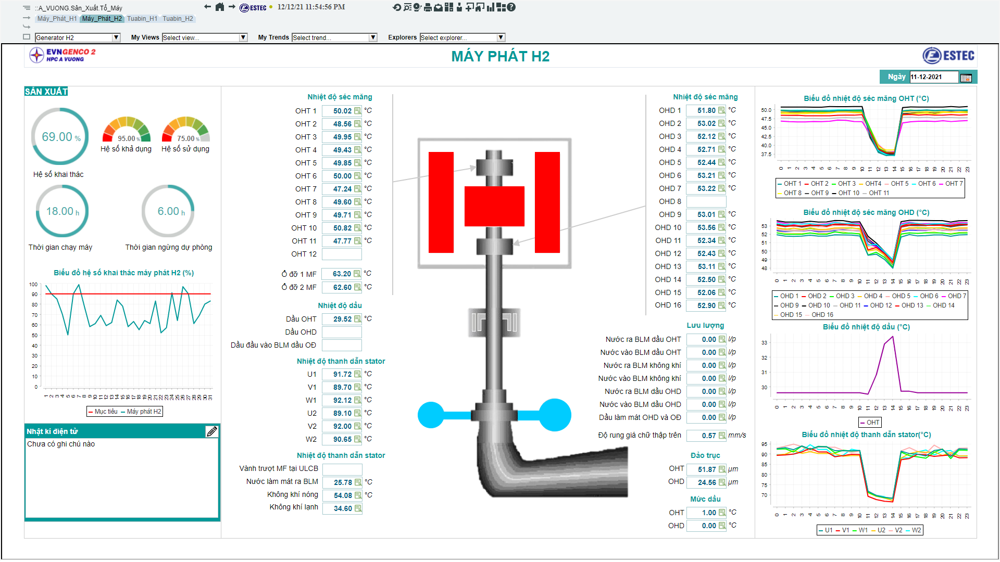 ::A_VUONG.Sản_Xuất.Tổ_Máy
ESTEC
12/12/21 11:54:56 PM
Máy_Phát_H1 Máy_Phát_H2 Tuabin_H1 Tuabin_H2
Generator H2
My Views Select view...
My Trends Select trend...
Explorers Select explorer...
EVNGENCO 2
HPC A VUONG
MÁY PHÁT H2
ESTEC
Ngày 11-12-2021
SẢN XUẤT
69.00 %
Hệ số khai thác
95.00 %
Hệ số khả dụng
75.00 %
Hệ số sử dụng
18.00 h
Thời gian chạy máy
6.00 h
Thời gian ngừng dự phòng
Biểu đồ hệ số khai thác máy phát H2 (%)
100
90
80
70
60
50
40
30
20
10
0
1 2 3 4 5 6 7 8 9 10 11 12 13 14 15 16 17 18 19 20 21 22 23 24 25 26 27 28 29 30 31
Mục tiêu Máy phát H2
Nhật kí điện tử
Chưa có ghi chú nào
Nhiệt độ séc măng
OHT 1 50.02 °C
OHT 2 48.56 °C
OHT 3 49.95 °C
OHT 4 49.43 °C
OHT 5 49.85 °C
OHT 6 50.00 °C
OHT 7 47.24 °C
OHT 8 49.60 °C
OHT 9 49.71 °C
OHT 10 50.82 °C
OHT 11 47.77 °C
OHT 12
Ổ đỡ 1 MF 63.20 °C
Ổ đỡ 2 MF 62.60 °C
Nhiệt độ dầu
Dầu OHT 29.52 °C
Dầu OHD
Dầu đầu vào BLM dầu OĐ
Nhiệt độ thanh dẫn stator
U1 91.72 °C
V1 89.70 °C
W1 92.12 °C
U2 89.10 °C
V2 92.00 °C
W2 90.65 °C
Nhiệt độ thanh dẫn stator
Vành trượt MF tại ULCB
Nước làm mát ra BLM 25.78 °C
Không khí nóng 54.08 °C
Không khí lạnh 34.60
Nhiệt độ séc măng
OHD 1 51.80 °C
OHD 2 53.02 °C
OHD 3 52.12 °C
OHD 4 52.71 °C
OHD 5 52.44 °C
OHD 6 53.21 °C
OHD 7 53.22 °C
OHD 8
OHD 9 53.01 °C
OHD 10 53.56 °C
OHD 11 52.34 °C
OHD 12 52.43 °C
OHD 13 53.11 °C
OHD 14 52.50 °C
OHD 15 52.06 °C
OHD 16 52.90 °C
Lưu lượng
Nước ra BLM dầu OHT 0.00 l/p
Nước vào BLM dầu OHT 0.00 l/p
Nước ra BLM không khí 0.00 l/p
Nước vào BLM không khí 0.00 l/p
Nước ra BLM dầu OHD 0.00 l/p
Nước vào BLM dầu OHD 0.00 l/p
Dầu làm mát OHD và OĐ 0.00 l/p
Độ rung giá chữ thập trên 0.57 mm/s
Đảo trục
OHT 51.87 μm
OHD 24.56 μm
Mức dầu
OHT 1.00 °C
OHD 0.00 °C
Biểu đồ nhiệt độ séc măng OHT (°C)
50.0
47.5
45.0
42.5
40.0
37.5
0 1 2 3 4 5 6 7 8 9 10 11 12 13 14 15 16 17 18 19 20 21 22 23
OHT 1 OHT 2 OHT 3 OHT4 OHT 5 OHT 6 OHT 7
OHT 8 OHT 9 OHT 10 OHT 11
Biểu đồ nhiệt độ séc măng OHD (°C)
53
52
51
50
49
48
0 1 2 3 4 5 6 7 8 9 10 11 12 13 14 15 16 17 18 19 20 21 22 23
OHD 1 OHD 2 OHD 3 OHD 4 OHD 5 OHD 6 OHD 7
OHD 9 OHD 10 OHD 11 OHD 12 OHD 13 OHD 14
OHD 15 OHD 16
Biểu đồ nhiệt độ dầu (°C)
33
32
31
30
0 1 2 3 4 5 6 7 8 9 10 11 12 13 14 15 16 17 18 19 20 21 22 23
OHT
Biểu đồ nhiệt độ thanh dẫn stator(°C)
95
90
85
80
75
70
0 1 2 3 4 5 6 7 8 9 10 11 12 13 14 15 16 17 18 19 20 21 22 23
U1 V1 W1 U2 V2 W2